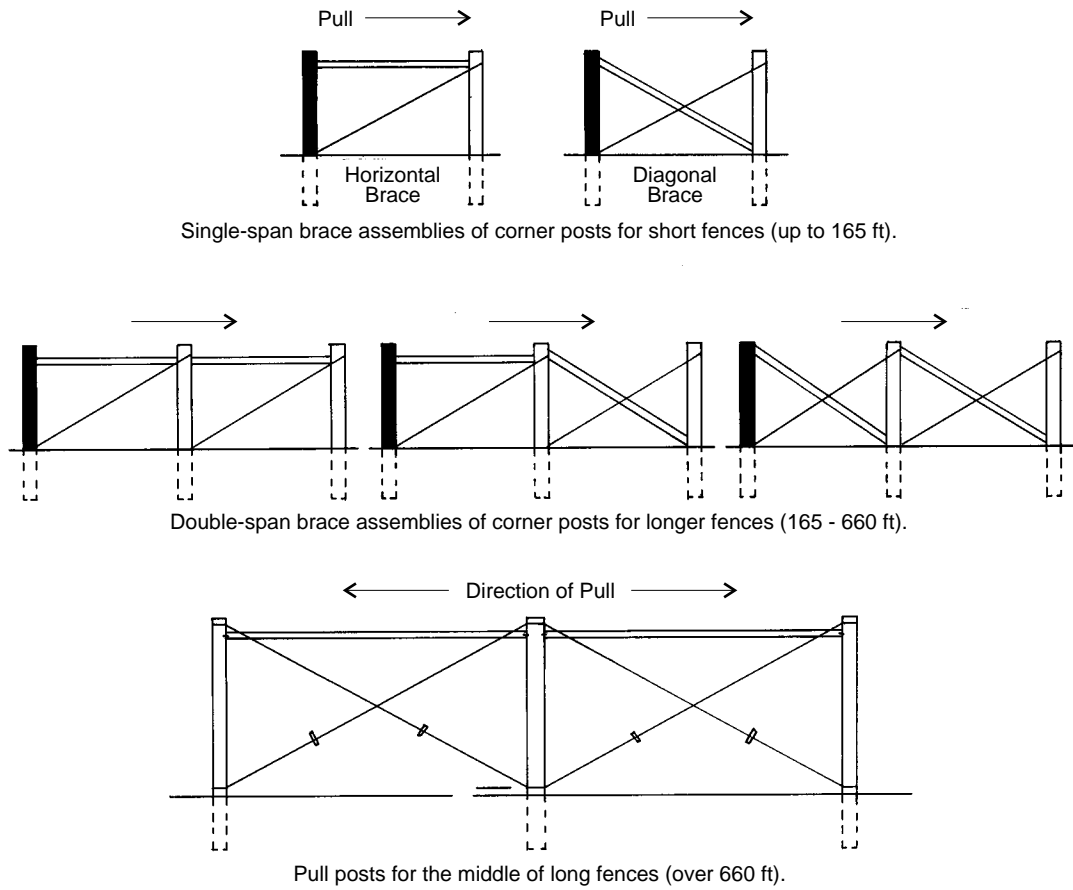 Pull Pull
Horizontal Brace Diagonal Brace
Single-span brace assemblies of corner posts for short fences (up to 165 ft).
Double-span brace assemblies of corner posts for longer fences (165 - 660 ft).
Direction of Pull
Pull posts for the middle of long fences (over 660 ft).